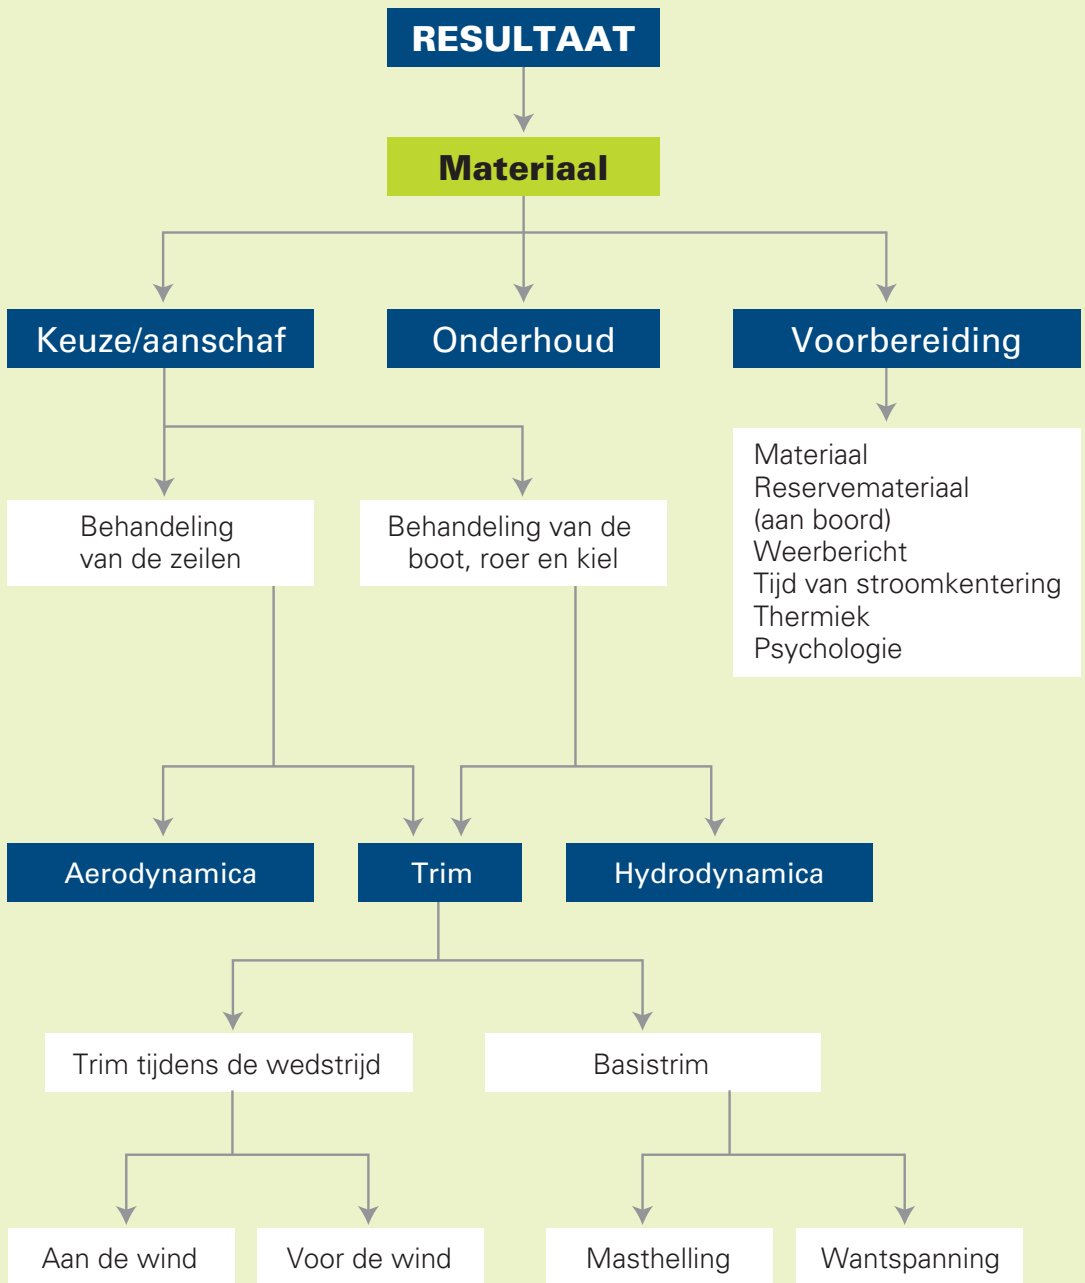 RESULTAAT
Materiaal
Keuze/aanschaf
Onderhoud
Voorbereiding
Materiaal
Reservemateriaal
(aan boord)
Weerbericht
Tijd van stroomkentering
Thermiek
Psychologie
Behandeling
van de zeilen
Behandeling van de
boot, roer en kiel
Aerodynamica
Trim
Hydrodynamica
Trim tijdens de wedstrijd
Basistrim
Aan de wind
Voor de wind
Masthelling
Wantspanning